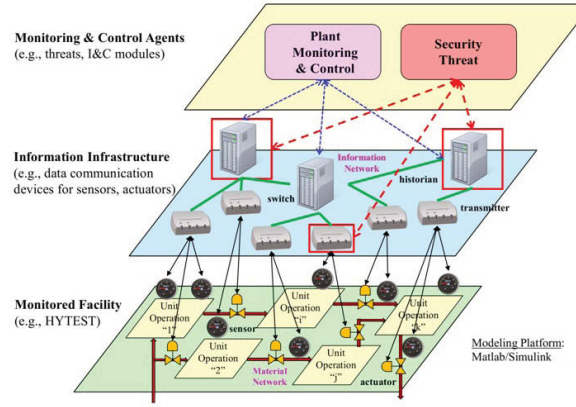 Monitoring & Control Agents
(e.g., threats, I&C modules)
Plant
Monitoring
& Control
Security
Threat
Information Infrastructure
(e.g., data communication
devices for sensors, actuators)
Information
Network
historian
switch
transmitter
Monitored Facility
(e.g., HYTEST)
Unit
Operation
"1"
sensor
Unit
Operation
"i"
Unit
Operation
"k"
Unit
Operation
"2"
Material
Network
Unit
Operation
"j"
actuator
Modeling Platform:
Matlab/Simulink